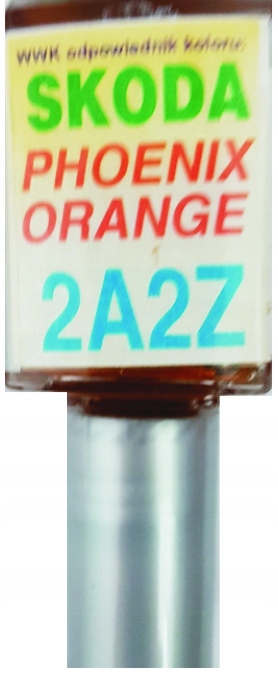 WWK odpowiednik koloru:
SKODA
PHOENIX
ORANGE
2A2Z